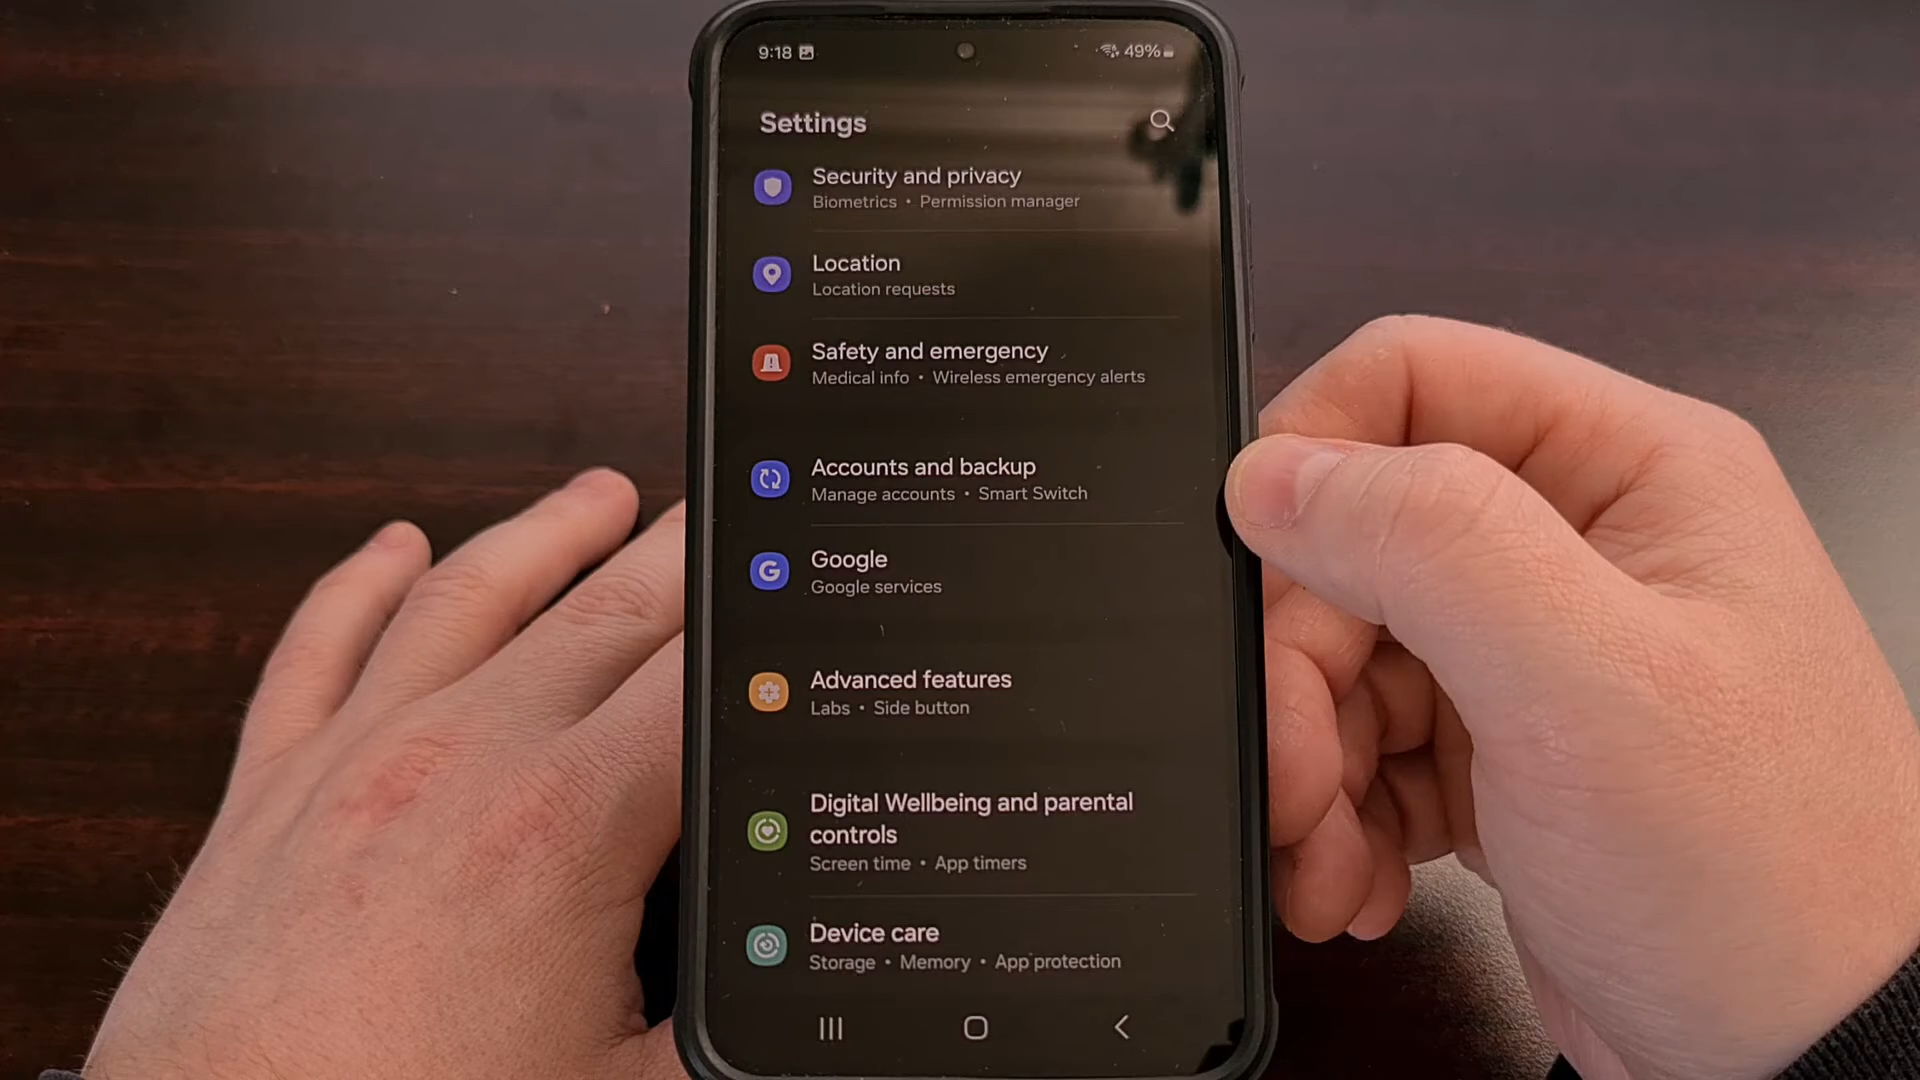 9:18 49%
Settings
Security and privacy
Biometrics • Permission manager
Location
Location requests
Safety and emergency
Medical info • Wireless emergency alerts
Accounts and backup
Manage accounts • Smart Switch
Google
Google services
Advanced features
Labs • Side button
Digital Wellbeing and parental
controls
Screen time • App timers
Device care
Storage • Memory • App protection